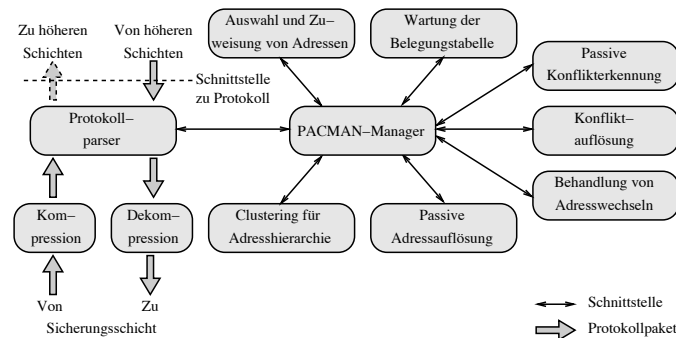 Zu höheren
Schichten
Von höheren
Schichten
Auswahl und Zu–
weisung von Adressen
Wartung der
Belegungstabelle
Schnittstelle
zu Protokoll
Passive
Konflikterkennung
Protokoll–
parser
PACMAN–Manager
Konflikt–
auflösung
Behandlung von
Adresswechseln
Kom–
pression
Dekom–
pression
Clustering für
Adresshierarchie
Passive
Adressauflösung
Von
Zu
Sicherungsschicht
Schnittstelle
Protokollpaket